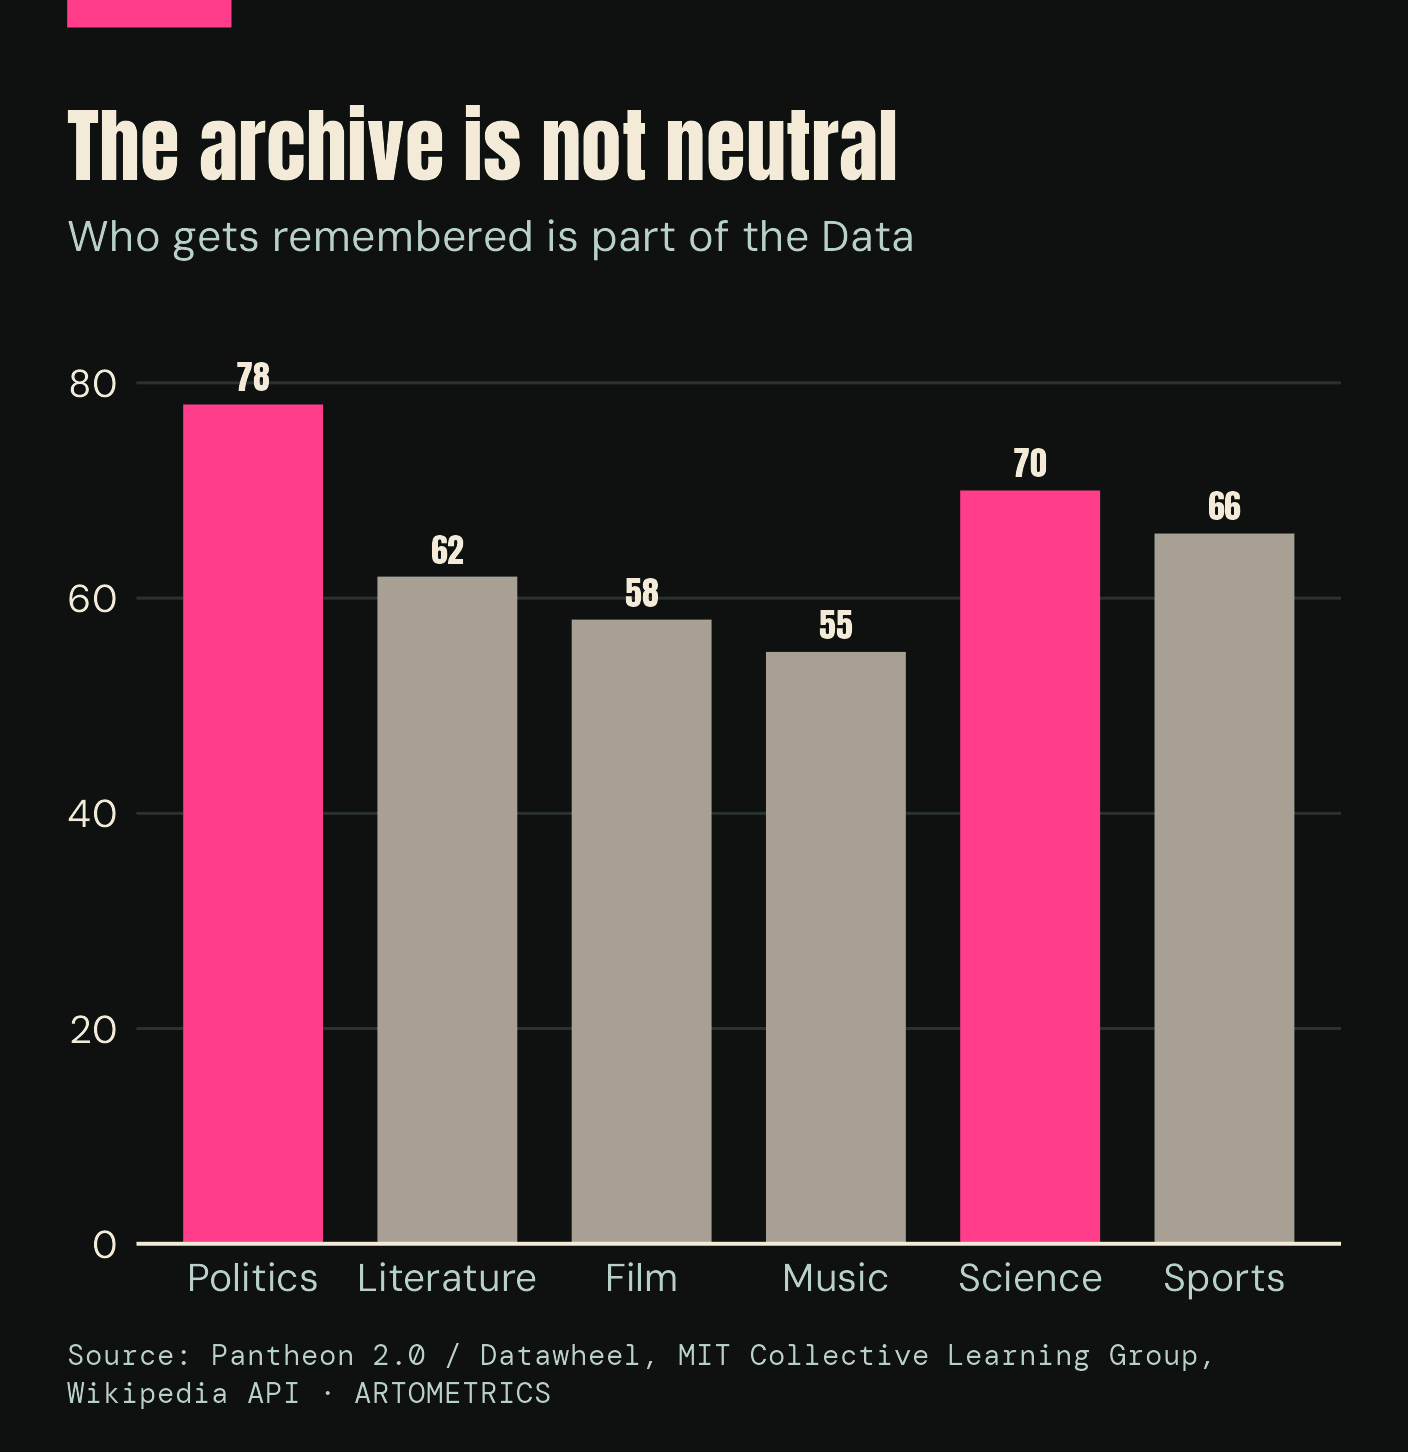 The archive is not neutral
Who gets remembered is part of the Data
80
78
70
66
62
60
58
55
40
20
0
Politics Literature Film Music Science Sports
Source: Pantheon 2.0 / Datawheel, MIT Collective Learning Group,
Wikipedia API · ARTOMETRICS